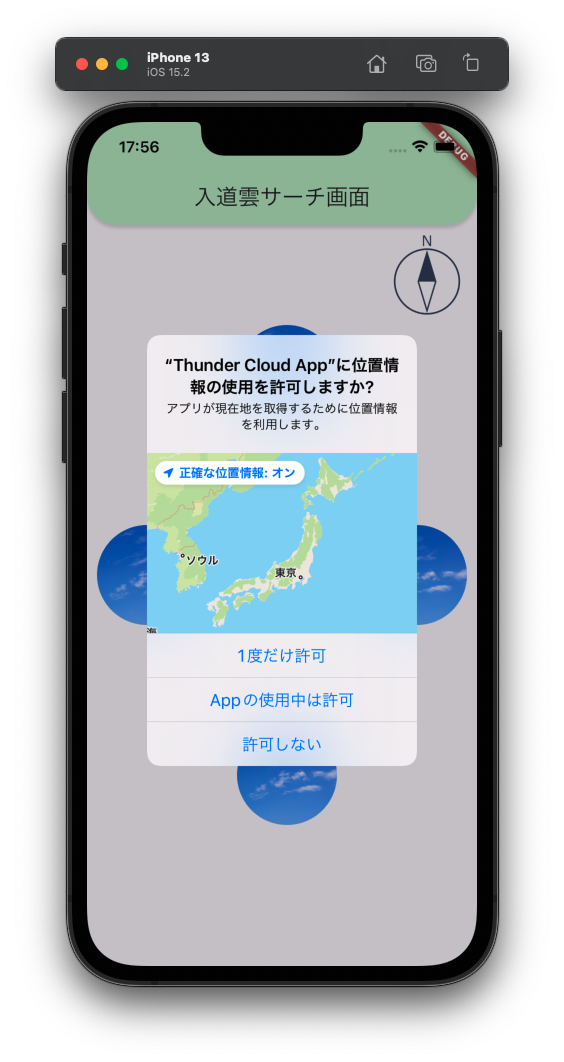 iPhone 13
iOS 15.2
17:56
DEBUG
入道雲サーチ画面
N
“Thunder Cloud App”に位置情
報の使用を許可しますか?
アプリが現在地を取得するために位置情報
を利用します。
正確な位置情報: オン
ソウル
東京
海
1度だけ許可
Appの使用中は許可
許可しない